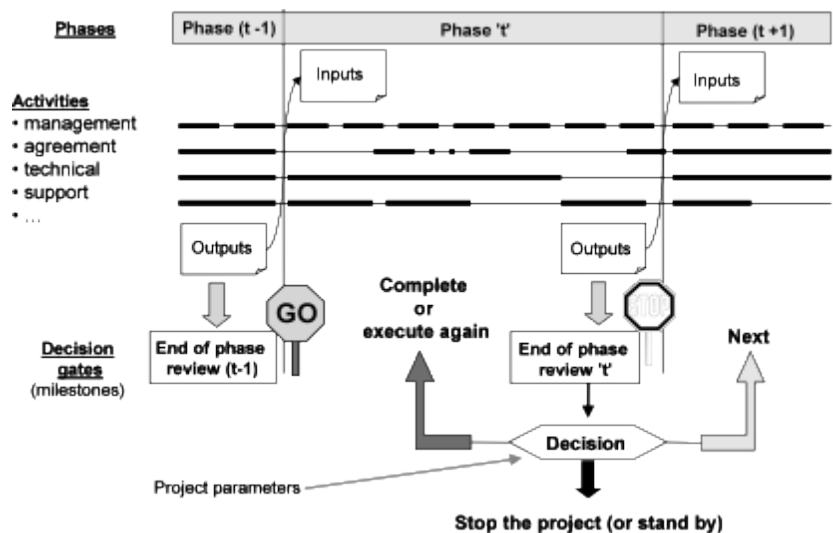 Phases
Phase (t -1)
Phase 't'
Phase (t +1)
Inputs
Inputs
Activities
• management
• agreement
• technical
• support
• ...
Outputs
Outputs
GO
STOP
Complete
or
execute again
Next
Decision
gates
(milestones)
End of phase
review (t-1)
End of phase
review 't'
Decision
Project parameters
Stop the project (or stand by)